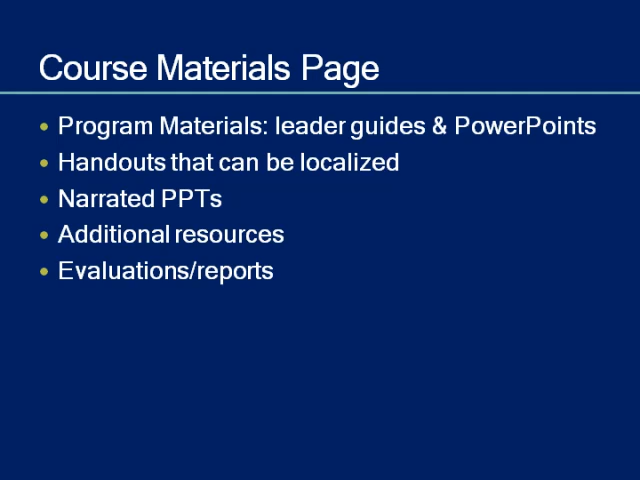 Course Materials Page
• Program Materials: leader guides & PowerPoints
• Handouts that can be localized
• Narrated PPTs
• Additional resources
• Evaluations/reports